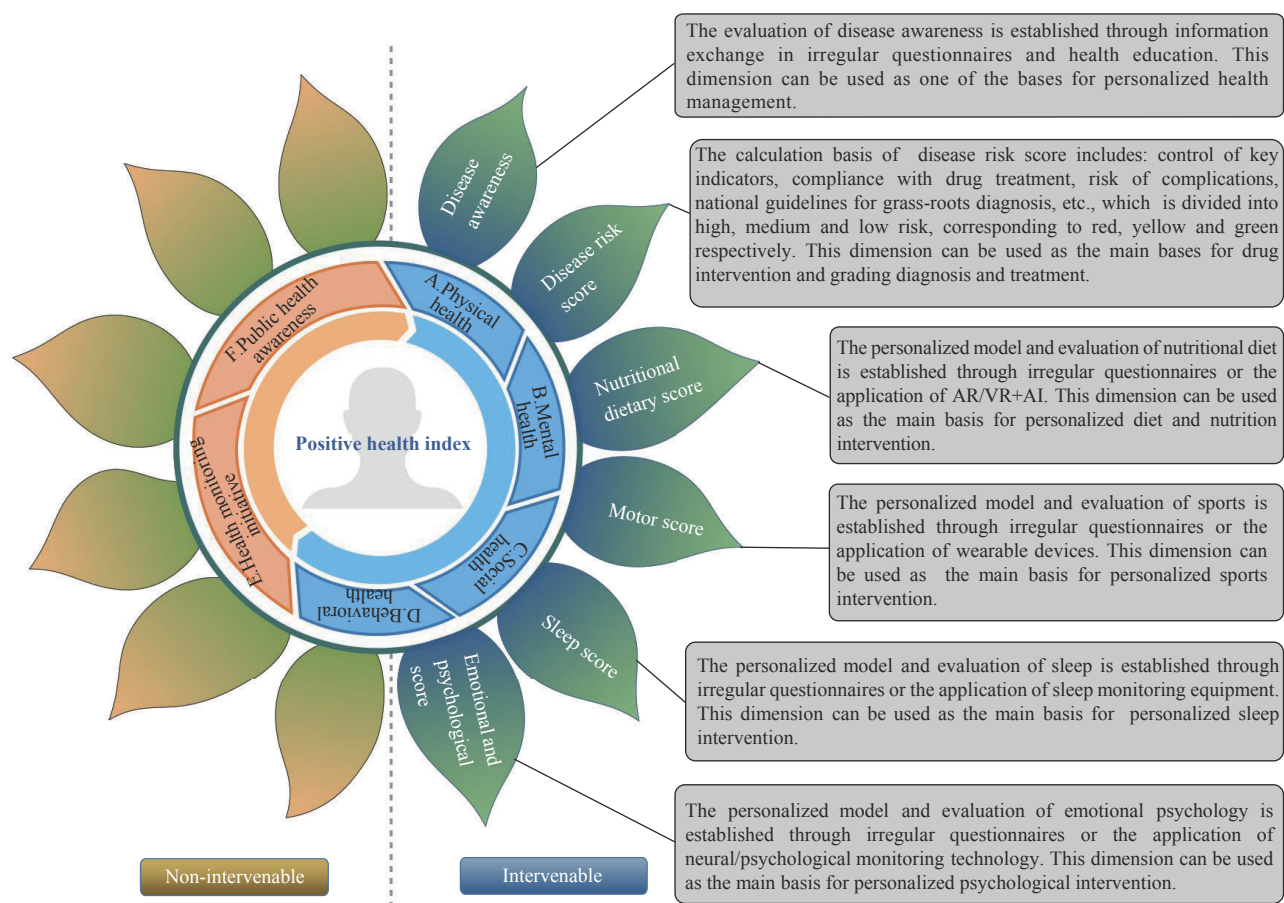 The evaluation of disease awareness is established through information
exchange in irregular questionnaires and health education. This
dimension can be used as one of the bases for personalized health
management.
The calculation basis of disease risk score includes: control of key
indicators, compliance with drug treatment, risk of complications,
national guidelines for grass-roots diagnosis, etc., which is divided into
high, medium and low risk, corresponding to red, yellow and green
respectively. This dimension can be used as the main bases for drug
intervention and grading diagnosis and treatment.
The personalized model and evaluation of nutritional diet
is established through irregular questionnaires or the
application of AR/VR+AI. This dimension can be used
as the main basis for personalized diet and nutrition
intervention.
The personalized model and evaluation of sports is
established through irregular questionnaires or the
application of wearable devices. This dimension can
be used as the main basis for personalized sports
intervention.
The personalized model and evaluation of sleep is established through
irregular questionnaires or the application of sleep monitoring equipment.
This dimension can be used as the main basis for personalized sleep
intervention.
The personalized model and evaluation of emotional psychology is
established through irregular questionnaires or the application of
neural/psychological monitoring technology. This dimension can be used
as the main basis for personalized psychological intervention.
Disease
awareness
Disease risk
score
Nutritional
dietary score
Motor score
Sleep score
Emotional and
psychological
score
A.Physical
health
B.Mental
health
C.Social
health
D.Behavioral
health
E.Health monitoring
initiative
F.Public health
awareness
Positive health index
Non-intervenable
Intervenable